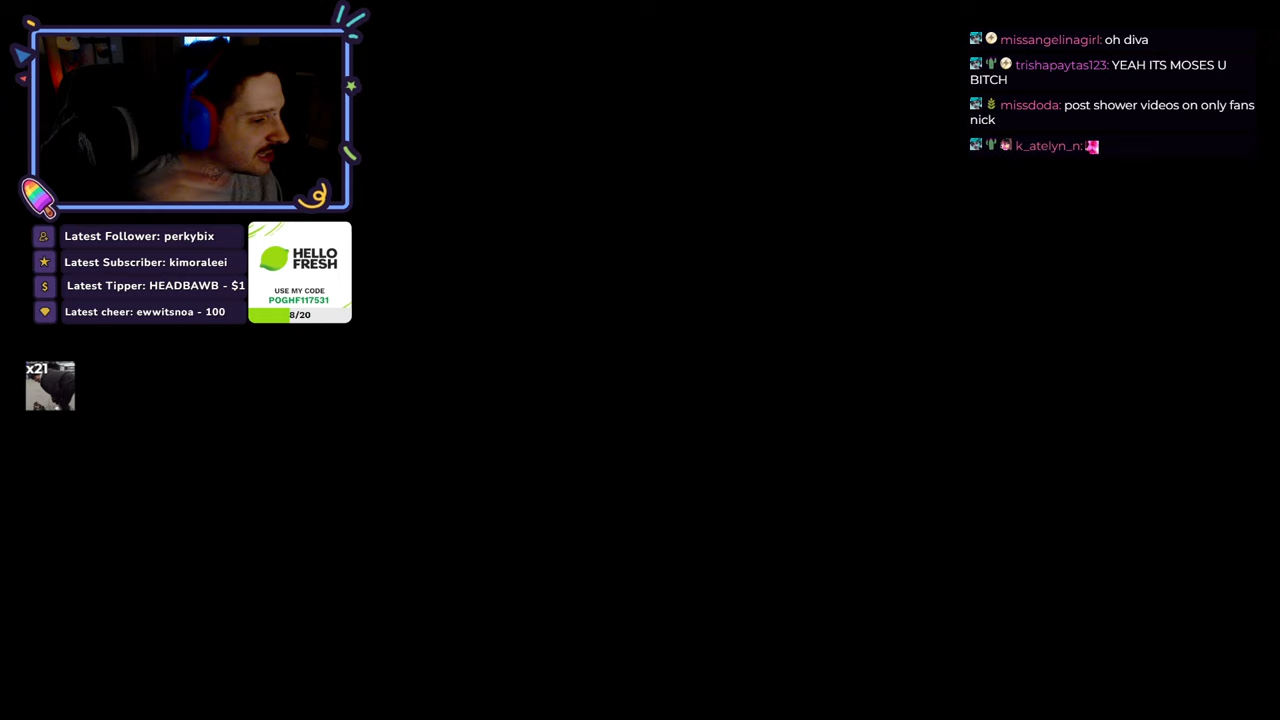 Latest Follower: perkybix
Latest Subscriber: kimoraleei
Latest Tipper: HEADBAWB - $1
Latest cheer: ewwitsnoa - 100
HELLO
FRESH
USE MY CODE
POGHF117531
8/20
x21
missangelinagirl: oh diva
trishapaytas123: YEAH ITS MOSES U
BITCH
missdoda: post shower videos on only fans
nick
k_atelyn_n: